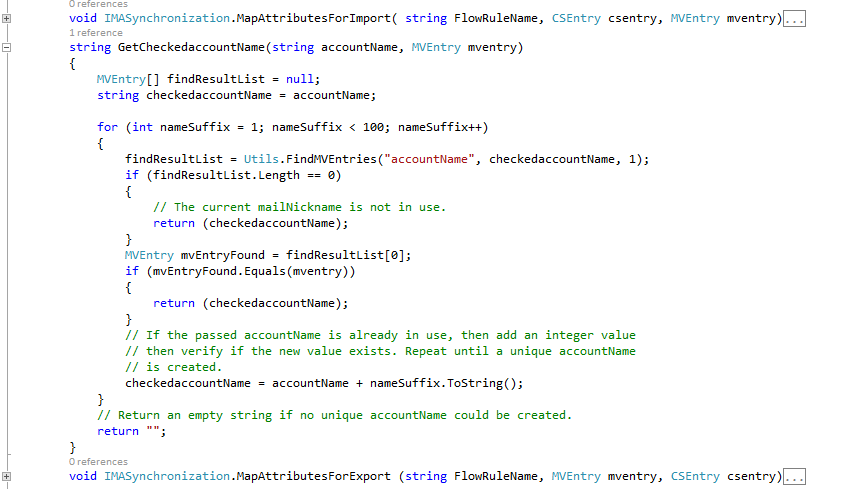 0 references
void IMASynchronization.MapAttributesForImport( string FlowRuleName, CSEntry csentry, MVEntry mventry)...
1 reference
string GetCheckedaccountName(string accountName, MVEntry mventry)
{
MVEntry[] findResultList = null;
string checkedaccountName = accountName;
for (int nameSuffix = 1; nameSuffix < 100; nameSuffix++)
{
findResultList = Utils.FindMVEntries("accountName", checkedaccountName, 1);
if (findResultList.Length == 0)
{
// The current mailNickname is not in use.
return (checkedaccountName);
}
MVEntry mvEntryFound = findResultList[0];
if (mvEntryFound.Equals(mventry))
{
return (checkedaccountName);
}
// If the passed accountName is already in use, then add an integer value
// then verify if the new value exists. Repeat until a unique accountName
// is created.
checkedaccountName = accountName + nameSuffix.ToString();
}
// Return an empty string if no unique accountName could be created.
return "";
}
0 references
void IMASynchronization.MapAttributesForExport (string FlowRuleName, MVEntry mventry, CSEntry csentry)...